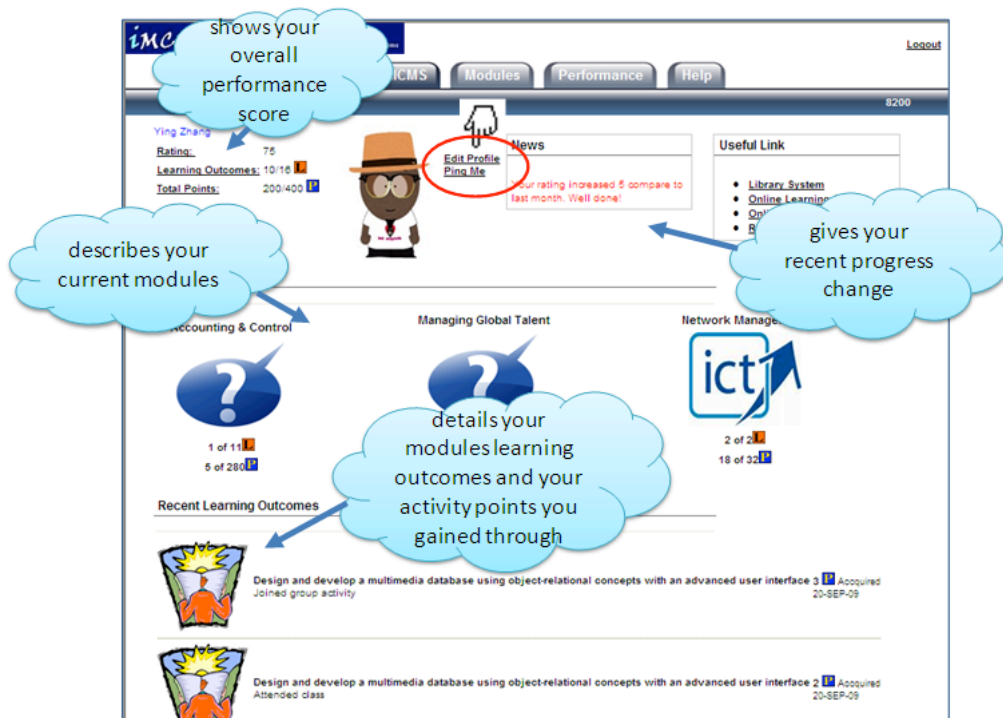 iMC
shows your
overall
performance
score
Logout
ICMS
Modules
Performance
Help
8200
Ying Zhang
Rating: 75
Learning Outcomes: 10/16 L
Total Points: 200/400 P
Edit Profile
Ping Me
News
Your rating increased 5 compare to
last month. Well done!
Useful Link
Library System
Online Learning
gives your
recent progress
change
describes your
current modules
Accounting & Control
Managing Global Talent
Network Manage
ict
1 of 11 L
5 of 280 P
2 of 2 L
18 of 32 P
details your
modules learning
outcomes and your
activity points you
gained through
Recent Learning Outcomes
Design and develop a multimedia database using object-relational concepts with an advanced user interface 3 P Acquired
Joined group activity
20-SEP-09
Design and develop a multimedia database using object-relational concepts with an advanced user interface 2 P Acquired
Attended class
20-SEP-09